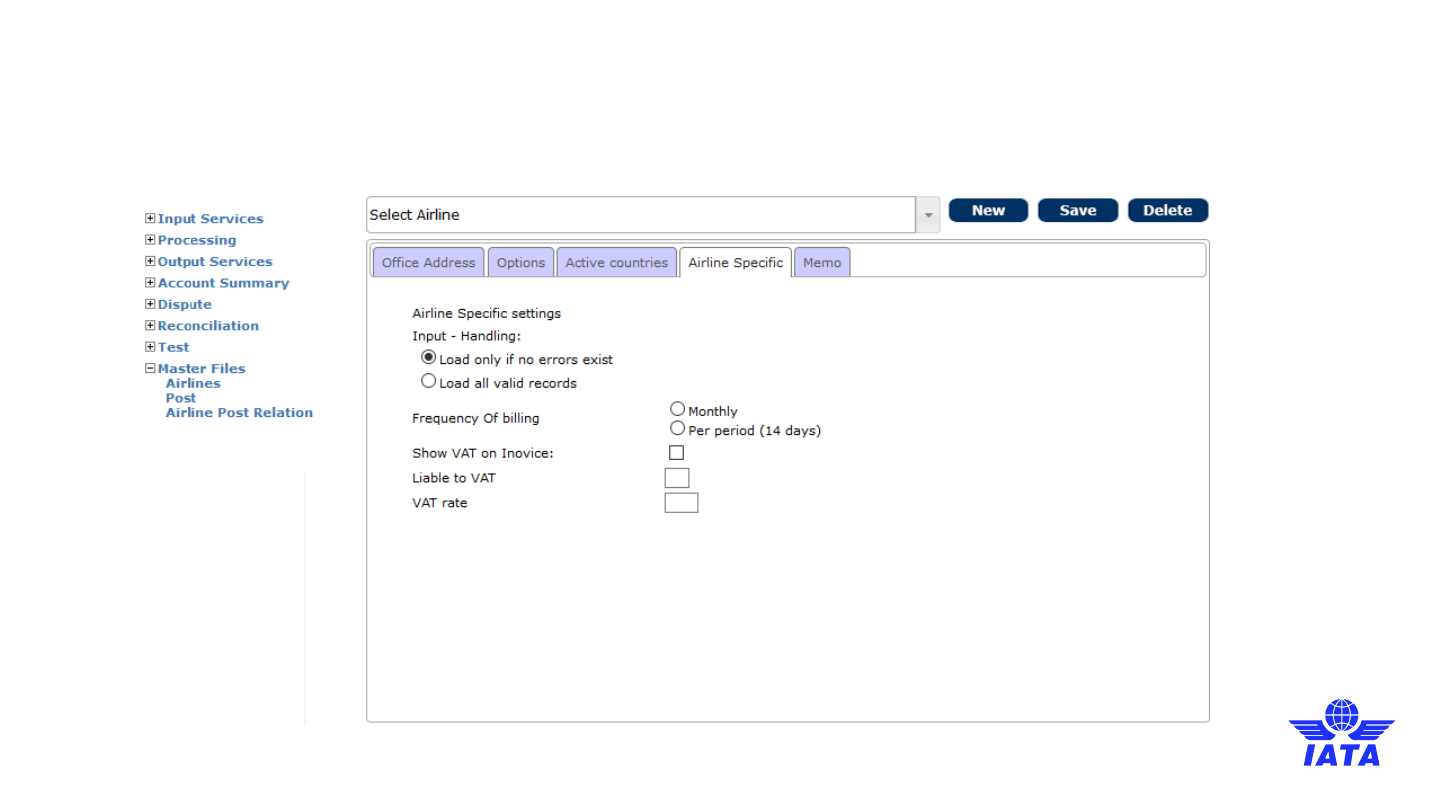 Input Services
Processing
Output Services
Account Summary
Dispute
Reconciliation
Test
Master Files
Airlines
Post
Airline Post Relation
Select Airline
New
Save
Delete
Office Address
Options
Active countries
Airline Specific
Memo
Airline Specific settings
Input - Handling:
Load only if no errors exist
Load all valid records
Frequency Of billing
Monthly
Per period (14 days)
Show VAT on Inovice:
Liable to VAT
VAT rate
IATA